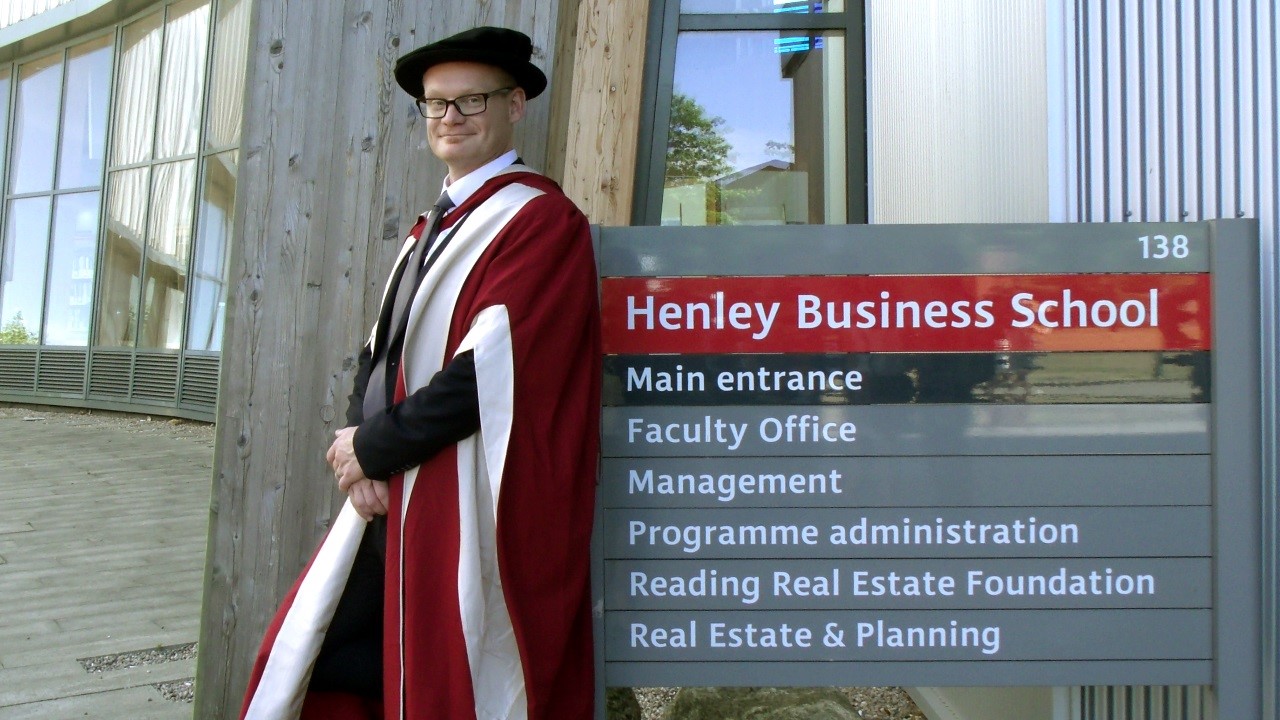 138
Henley Business School
Main entrance
Faculty Office
Management
Programme administration
Reading Real Estate Foundation
Real Estate & Planning